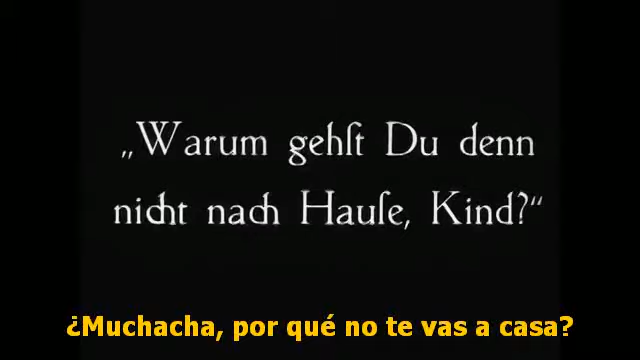 „Warum gehſt Du denn
nicht nach Hauſe, Kind?“
¿Muchacha, por qué no te vas a casa?